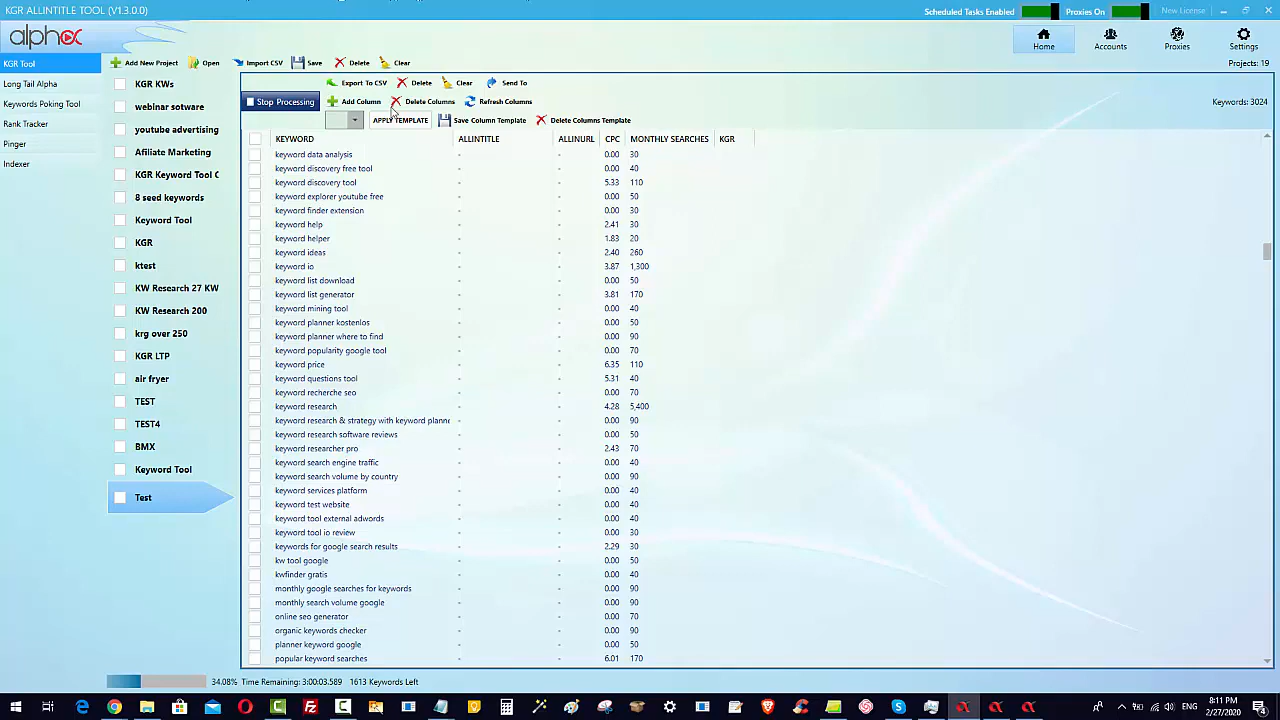 KGR ALLINTITLE TOOL (V1.3.0.0)
Scheduled Tasks Enabled
Proxies On
New License
Home
Accounts
Proxies
Settings
KGR Tool
Add New Project
Open
Import CSV
Save
Delete
Clear
Projects: 19
Long Tail Alpha
Keywords Poking Tool
Rank Tracker
Pinger
Indexer
KGR KWs
webinar sotware
youtube advertising
Afiliate Marketing
KGR Keyword Tool C
8 seed keywords
Keyword Tool
KGR
ktest
KW Research 27 KW
KW Research 200
krg over 250
KGR LTP
air fryer
TEST
TEST4
BMX
Keyword Tool
Test
Export To CSV
Delete
Clear
Send To
Stop Processing
Add Column
Delete Columns
Refresh Columns
Keywords: 3024
APPLY TEMPLATE
Save Column Template
Delete Columns Template
KEYWORD ALLINTITLE ALLINURL CPC MONTHLY SEARCHES KGR
keyword data analysis - - 0.00 30
keyword discovery free tool - - 0.00 40
keyword discovery tool - - 5.33 110
keyword explorer youtube free - - 0.00 50
keyword finder extension - - 0.00 30
keyword help - - 2.41 30
keyword helper - - 1.83 20
keyword ideas - - 2.40 260
keyword io - - 3.87 1,300
keyword list download - - 0.00 50
keyword list generator - - 3.81 170
keyword mining tool - - 0.00 40
keyword planner kostenlos - - 0.00 50
keyword planner where to find - - 0.00 90
keyword popularity google tool - - 0.00 70
keyword price - - 6.35 110
keyword questions tool - - 5.31 40
keyword recherche seo - - 0.00 70
keyword research - - 4.28 5,400
keyword research & strategy with keyword planne - - 0.00 90
keyword research software reviews - - 0.00 50
keyword researcher pro - - 2.43 70
keyword search engine traffic - - 0.00 40
keyword search volume by country - - 0.00 90
keyword services platform - - 0.00 40
keyword test website - - 0.00 40
keyword tool external adwords - - 0.00 40
keyword tool io review - - 0.00 30
keywords for google search results - - 2.29 30
kw tool google - - 0.00 50
kwfinder gratis - - 0.00 40
monthly google searches for keywords - - 0.00 90
monthly search volume google - - 0.00 90
online seo generator - - 0.00 70
organic keywords checker - - 0.00 90
planner keyword google - - 0.00 50
popular keyword searches - - 6.01 170
34.08% Time Remaining: 3:00:03.589 1613 Keywords Left
ENG
8:11 PM
2/27/2020